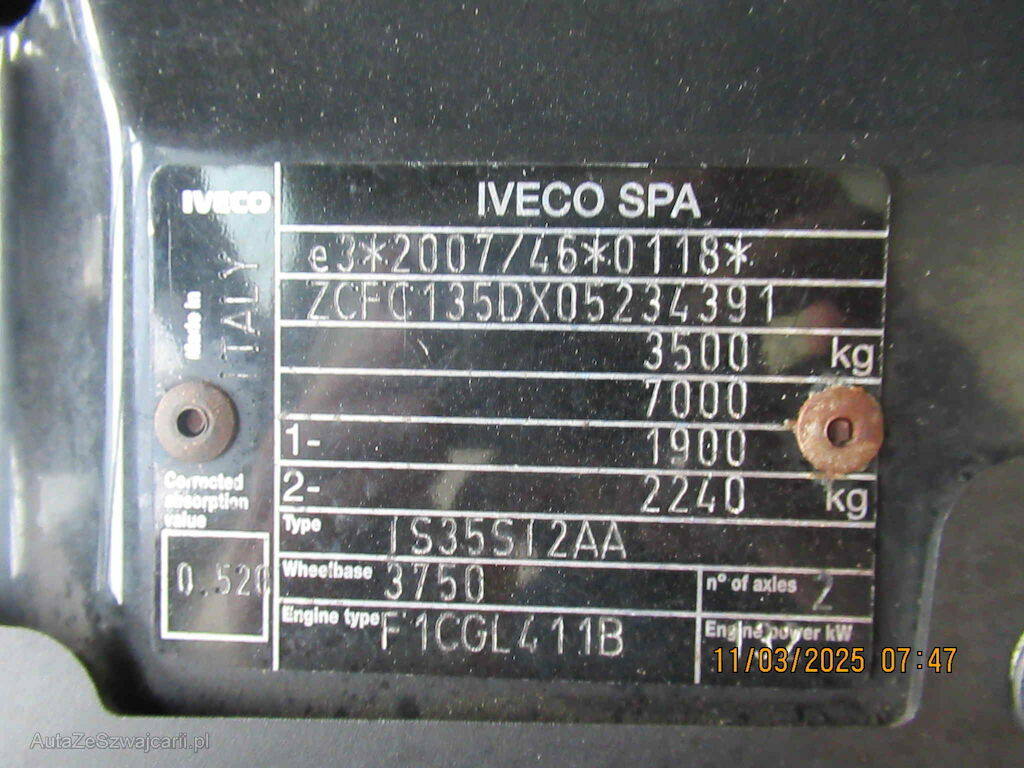 IVECO
IVECO SPA
Made in
ITALY
e3*2007/46*0118*
ZCFC135DX05234391
3500 kg
7000
1- 1900
2- 2240 kg
Corrected
absorption
value
0.520
Type IS35SI2AA
Wheelbase 3750
n° of axles 2
Engine type F1CGL411B
Engine power kW
11/03/2025 07:47
AutaZeSzwajcarii.pl